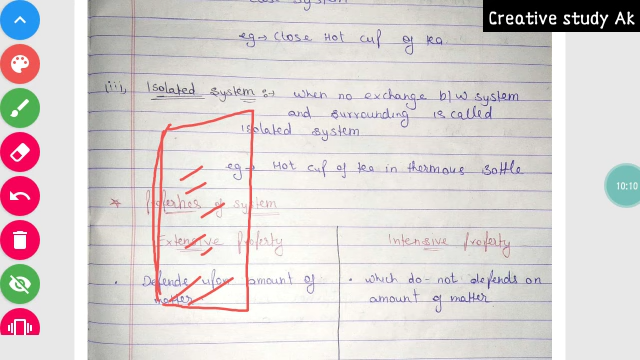 Creative study Ak
close system
eg → Close Hot cup of tea
(iii), Isolated system :→ when no exchange b/w system
and surrounding is called
isolated system
eg → Hot cup of tea in thermous bottle
10:10
* Properties of system
Extensive Property
Intensive Property
• Depends upon amount of
matter
• which do not depends on
amount of matter